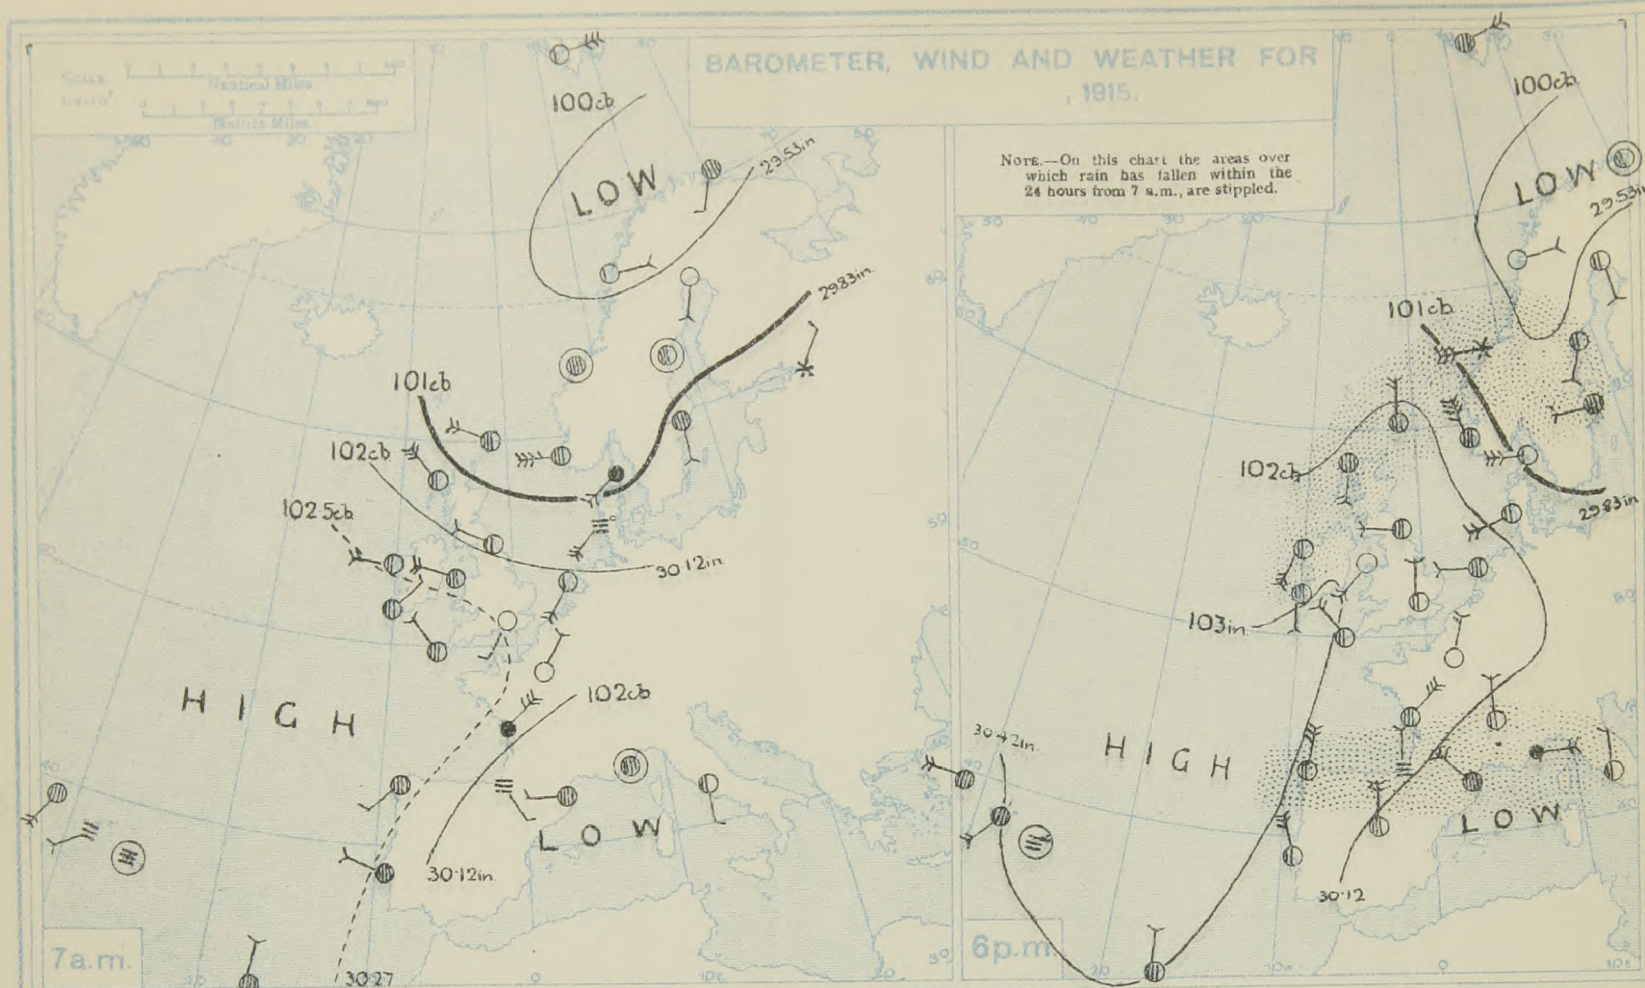 SCALE
Nautical Miles
Statute Miles
BAROMETER, WIND AND WEATHER FOR
, 1915.
NOTE.—On this chart the areas over
which rain has fallen within the
24 hours from 7 a.m., are stippled.
100cb
LOW
29.53in
29.83in.
101cb
102cb
102.5cb
30.12in.
HIGH
102cb
LOW
30.12in.
30.27
7a.m.
100cb
LOW
29.53in
101cb
102cb
29.83in
103in.
30.42in.
HIGH
LOW
30.12
6p.m.